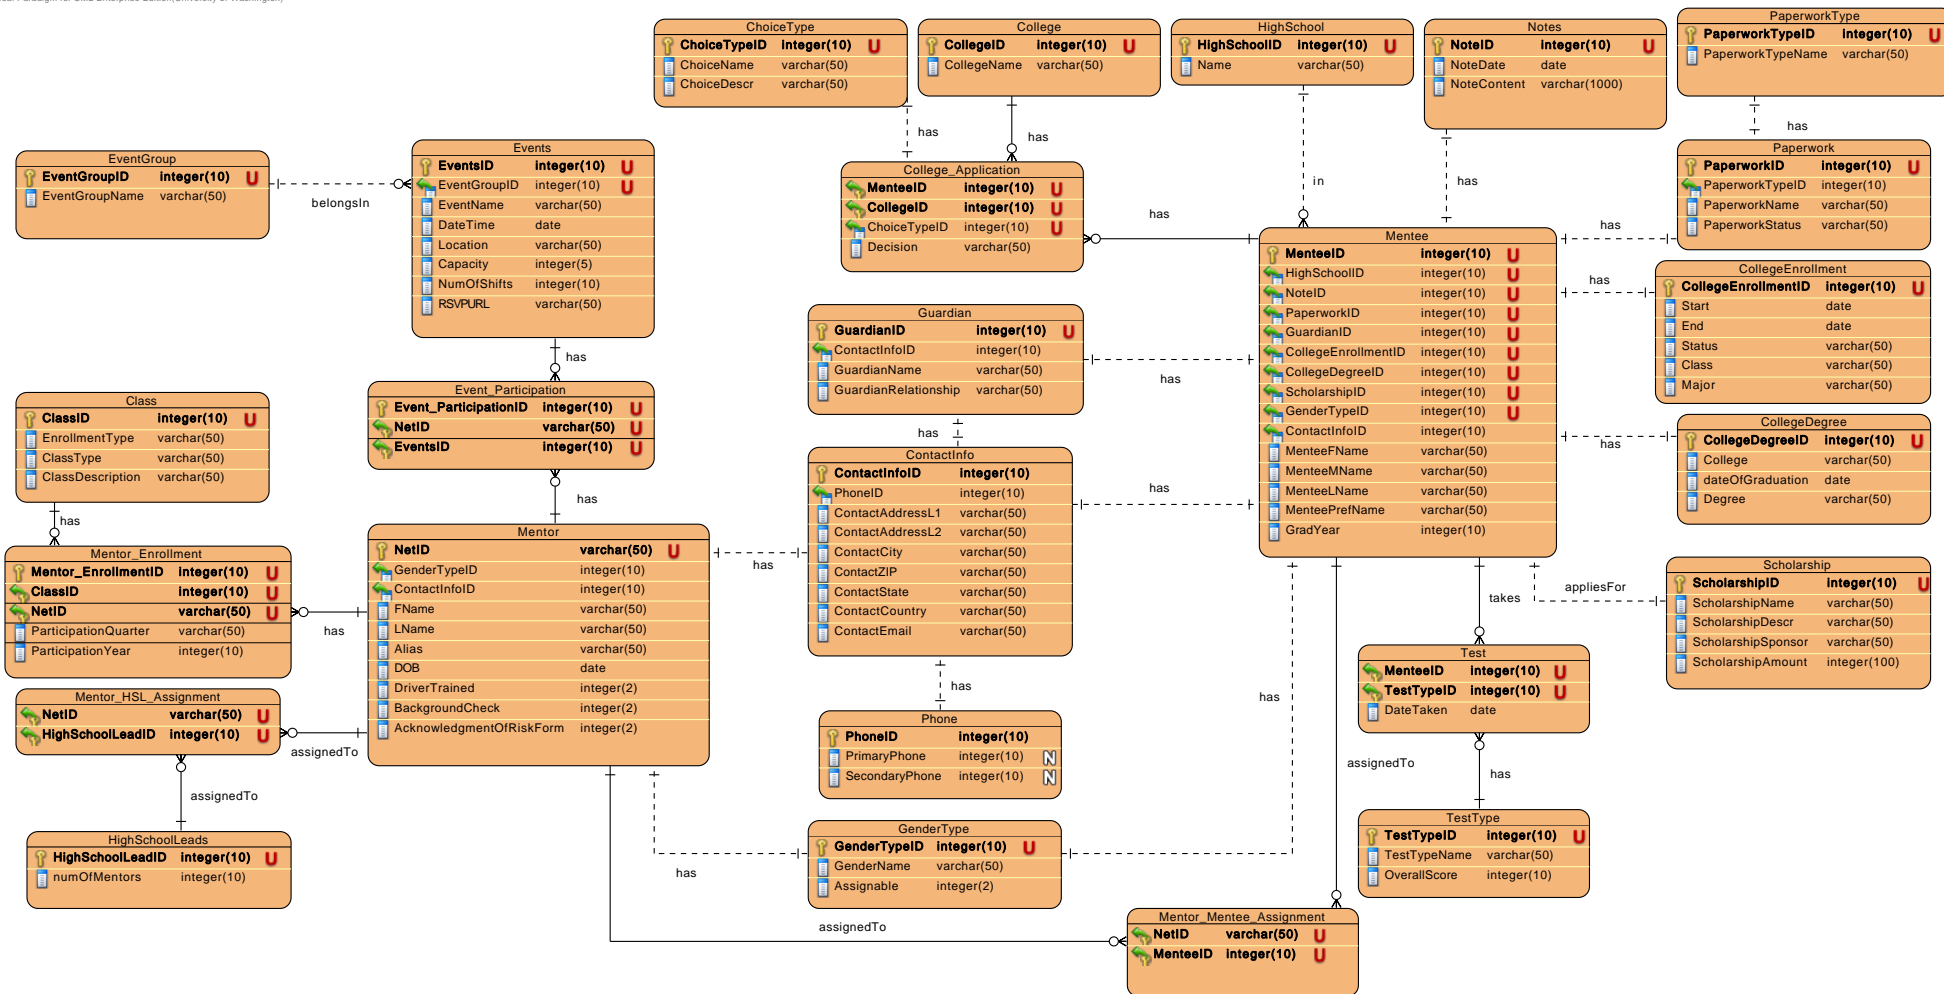 ChoiceType
ChoiceTypeID integer(10) U
ChoiceName varchar(50)
ChoiceDescr varchar(50)
College
CollegeID integer(10) U
CollegeName varchar(50)
HighSchool
HighSchoolID integer(10) U
Name varchar(50)
Notes
NoteID integer(10) U
NoteDate date
NoteContent varchar(1000)
PaperworkType
PaperworkTypeID integer(10) U
PaperworkTypeName varchar(50)
has
has
in
has
has
EventGroup
EventGroupID integer(10) U
EventGroupName varchar(50)
belongsIn
Events
EventsID integer(10) U
EventGroupID integer(10) U
EventName varchar(50)
DateTime date
Location varchar(50)
Capacity integer(5)
NumOfShifts integer(10)
RSVPURL varchar(50)
has
College_Application
MenteeID integer(10) U
CollegeID integer(10) U
ChoiceTypeID integer(10) U
Decision varchar(50)
has
Paperwork
PaperworkID integer(10) U
PaperworkTypeID integer(10)
PaperworkName varchar(50)
PaperworkStatus varchar(50)
has
Mentee
MenteeID integer(10) U
HighSchoolID integer(10) U
NoteID integer(10) U
PaperworkID integer(10) U
GuardianID integer(10) U
CollegeEnrollmentID integer(10) U
CollegeDegreeID integer(10) U
ScholarshipID integer(10) U
GenderTypeID integer(10) U
ContactInfoID integer(10)
MenteeFName varchar(50)
MenteeMName varchar(50)
MenteeLName varchar(50)
MenteePrefName varchar(50)
GradYear integer(10)
has
CollegeEnrollment
CollegeEnrollmentID integer(10) U
Start date
End date
Status varchar(50)
Class varchar(50)
Major varchar(50)
Guardian
GuardianID integer(10) U
ContactInfoID integer(10)
GuardianName varchar(50)
GuardianRelationship varchar(50)
has
has
Class
ClassID integer(10) U
EnrollmentType varchar(50)
ClassType varchar(50)
ClassDescription varchar(50)
has
Event_Participation
Event_ParticipationID integer(10) U
NetID varchar(50) U
EventsID integer(10) U
has
has
CollegeDegree
CollegeDegreeID integer(10) U
College varchar(50)
dateOfGraduation date
Degree varchar(50)
ContactInfo
ContactInfoID integer(10)
PhoneID integer(10)
ContactAddressL1 varchar(50)
ContactAddressL2 varchar(50)
ContactCity varchar(50)
ContactZIP varchar(50)
ContactState varchar(50)
ContactCountry varchar(50)
ContactEmail varchar(50)
has
has
has
Mentor_Enrollment
Mentor_EnrollmentID integer(10) U
ClassID integer(10) U
NetID varchar(50) U
ParticipationQuarter varchar(50)
ParticipationYear integer(10)
has
Mentor
NetID varchar(50) U
GenderTypeID integer(10)
ContactInfoID integer(10)
FName varchar(50)
LName varchar(50)
Alias varchar(50)
DOB date
DriverTrained integer(2)
BackgroundCheck integer(2)
AcknowledgmentOfRiskForm integer(2)
takes
appliesFor
Scholarship
ScholarshipID integer(10) U
ScholarshipName varchar(50)
ScholarshipDescr varchar(50)
ScholarshipSponsor varchar(50)
ScholarshipAmount integer(100)
Mentor_HSL_Assignment
NetID varchar(50) U
HighSchoolLeadID integer(10) U
assignedTo
assignedTo
Test
MenteeID integer(10) U
TestTypeID integer(10) U
DateTaken date
has
Phone
PhoneID integer(10)
PrimaryPhone integer(10) N
SecondaryPhone integer(10) N
assignedTo
has
HighSchoolLeads
HighSchoolLeadID integer(10) U
numOfMentors integer(10)
has
GenderType
GenderTypeID integer(10) U
GenderName varchar(50)
Assignable integer(2)
TestType
TestTypeID integer(10) U
TestTypeName varchar(50)
OverallScore integer(10)
assignedTo
Mentor_Mentee_Assignment
NetID varchar(50) U
MenteeID integer(10) U